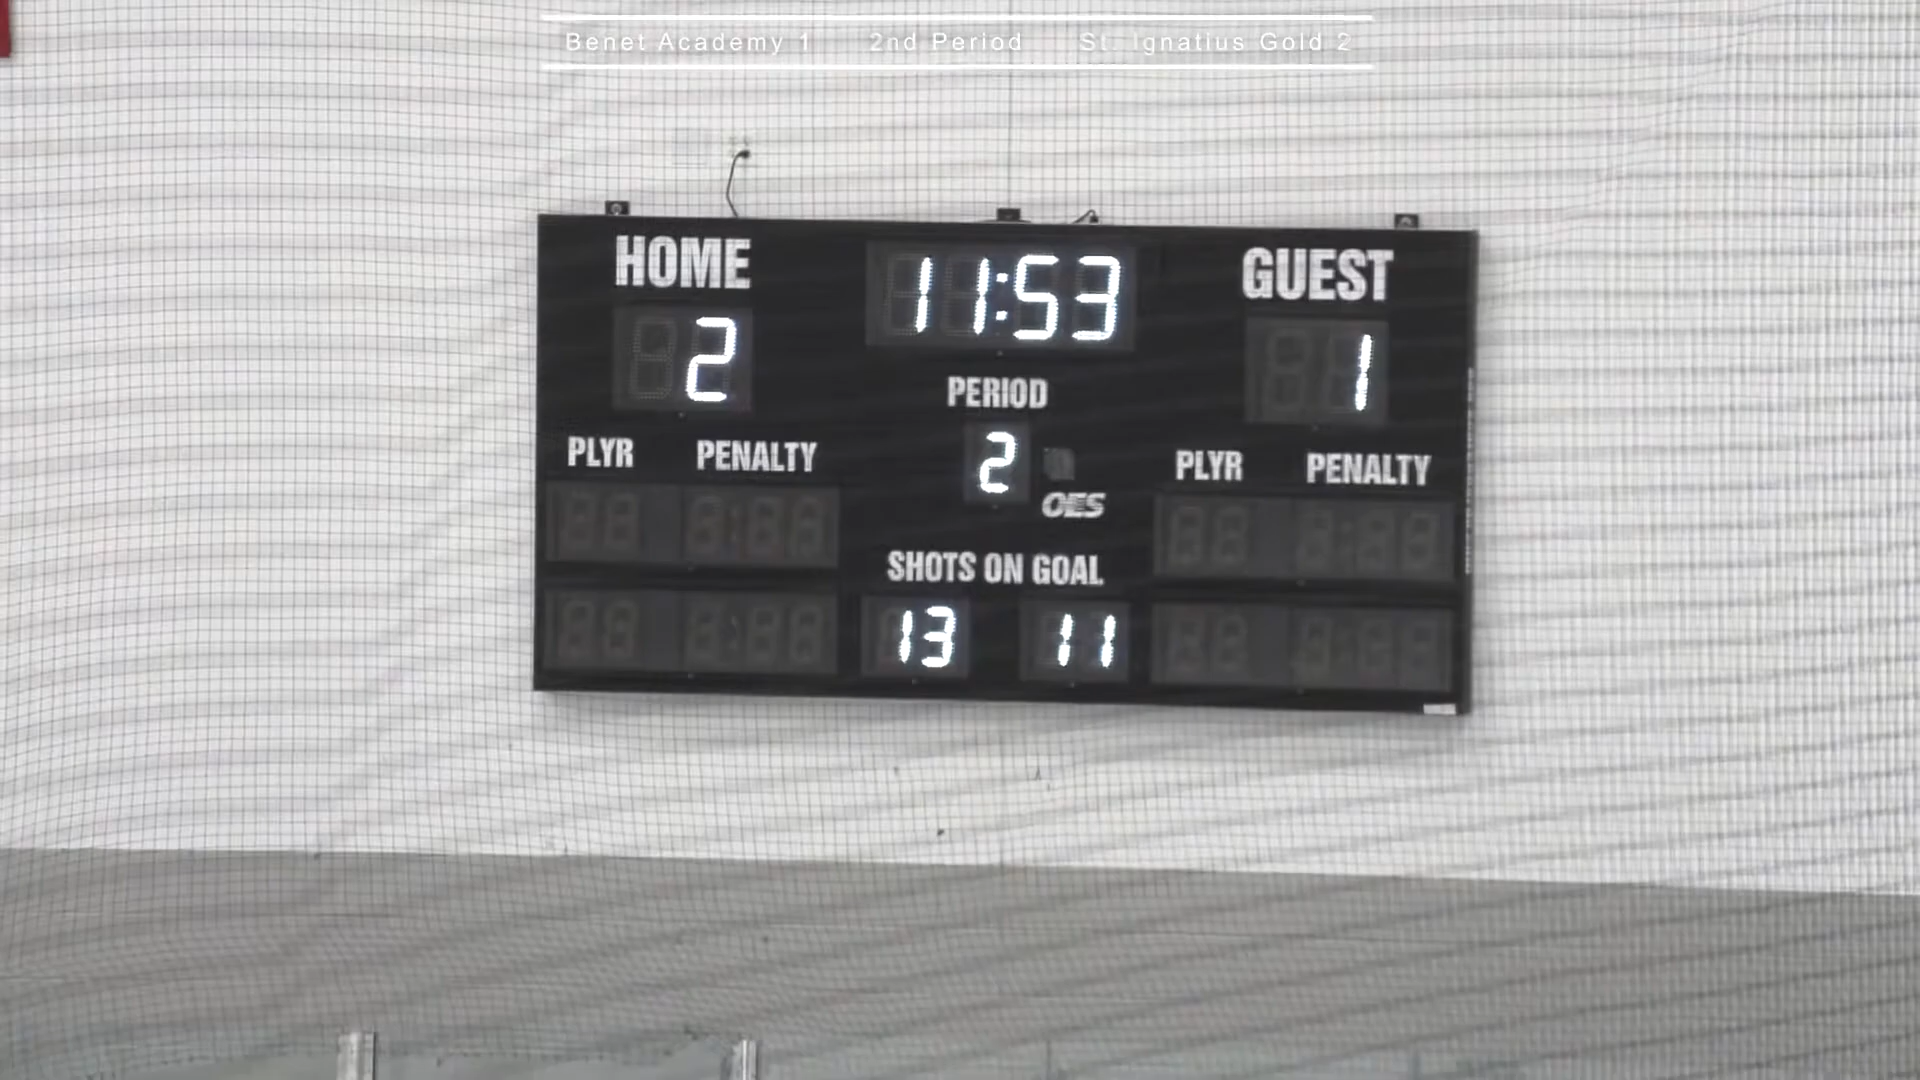 Benet Academy 1 2nd Period St. Ignatius Gold 2
HOME 11:53 GUEST
2 1
PERIOD
2
PLYR PENALTY PLYR PENALTY
OES
SHOTS ON GOAL
13 11